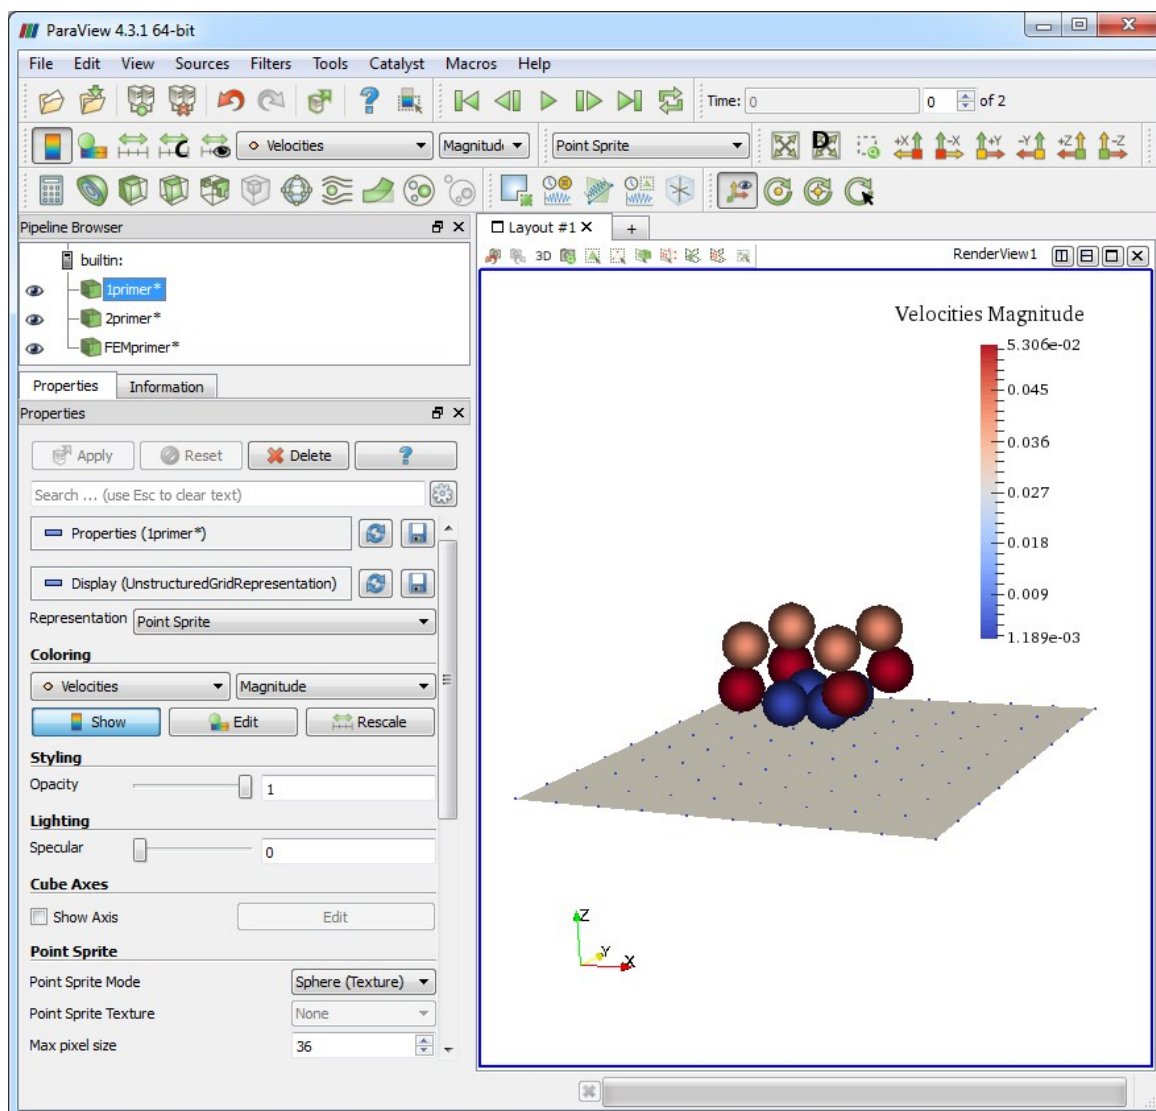 ParaView 4.3.1 64-bit
File Edit View Sources Filters Tools Catalyst Macros Help
Time: 0 0 of 2
Velocities Magnitud Point Sprite +X -X +Y -Y +Z -Z
Pipeline Browser
Layout #1 X +
3D RenderView1
builtin:
1primer*
2primer*
FEMprimer*
Properties Information
Properties
Apply Reset Delete ?
Search ... (use Esc to clear text)
Properties (1primer*)
Display (UnstructuredGridRepresentation)
Representation Point Sprite
Coloring
Velocities Magnitude
Show Edit Rescale
Styling
Opacity 1
Lighting
Specular 0
Cube Axes
Show Axis Edit
Point Sprite
Point Sprite Mode Sphere (Texture)
Point Sprite Texture None
Max pixel size 36
Velocities Magnitude
5.306e-02
0.045
0.036
0.027
0.018
0.009
1.189e-03
Z
Y
X